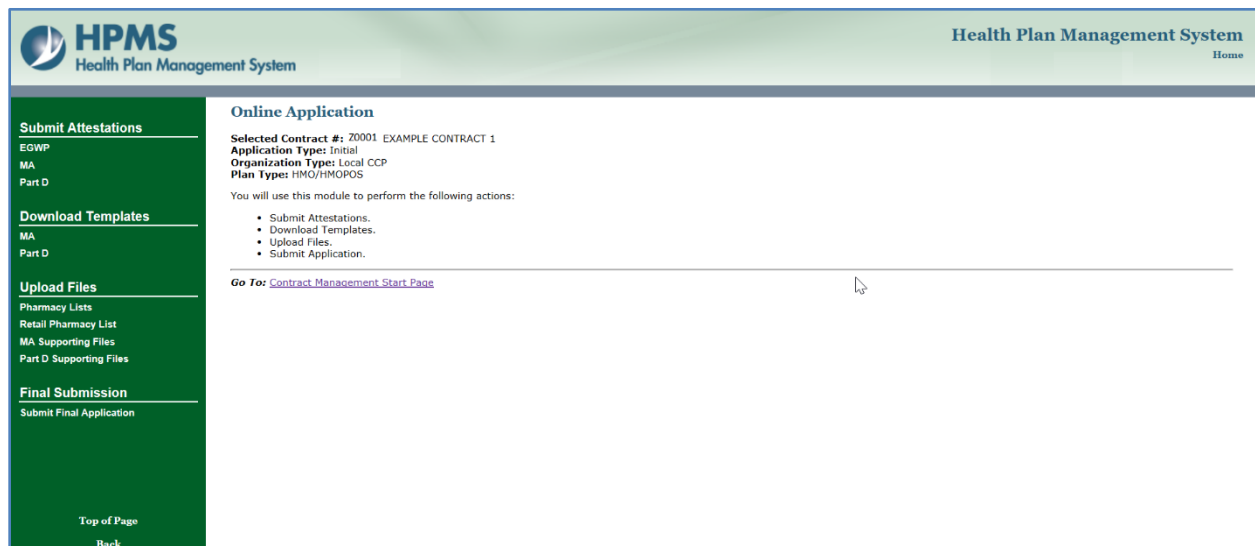 HPMS
Health Plan Management System
Health Plan Management System
Home
Submit Attestations
EGWP
MA
Part D
Download Templates
MA
Part D
Upload Files
Pharmacy Lists
Retail Pharmacy List
MA Supporting Files
Part D Supporting Files
Final Submission
Submit Final Application
Top of Page
Back
Online Application
Selected Contract #: Z0001 EXAMPLE CONTRACT 1
Application Type: Initial
Organization Type: Local CCP
Plan Type: HMO/HMOPOS
You will use this module to perform the following actions:
• Submit Attestations.
• Download Templates.
• Upload Files.
• Submit Application.
Go To: Contract Management Start Page